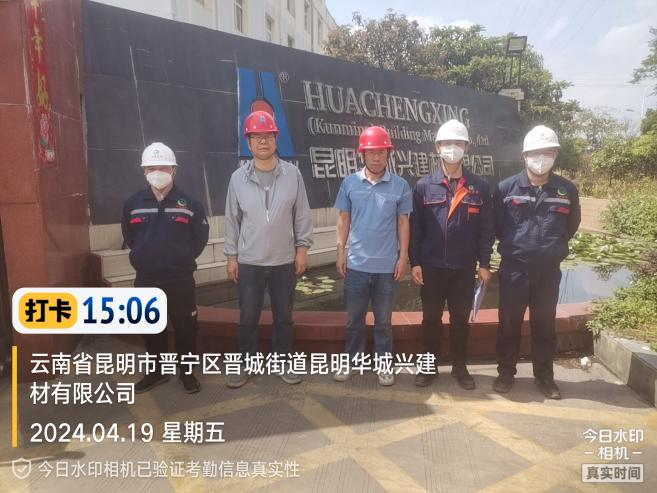 ®
HUACHENGXING
(Kunming) Building Ma
Ltd.
昆明
兴建
公司
打卡 15:06
云南省昆明市晋宁区晋城街道昆明华城兴建
材有限公司
2024.04.19 星期五
今日水印相机已验证考勤信息真实性
今日水印
相机
真实时间